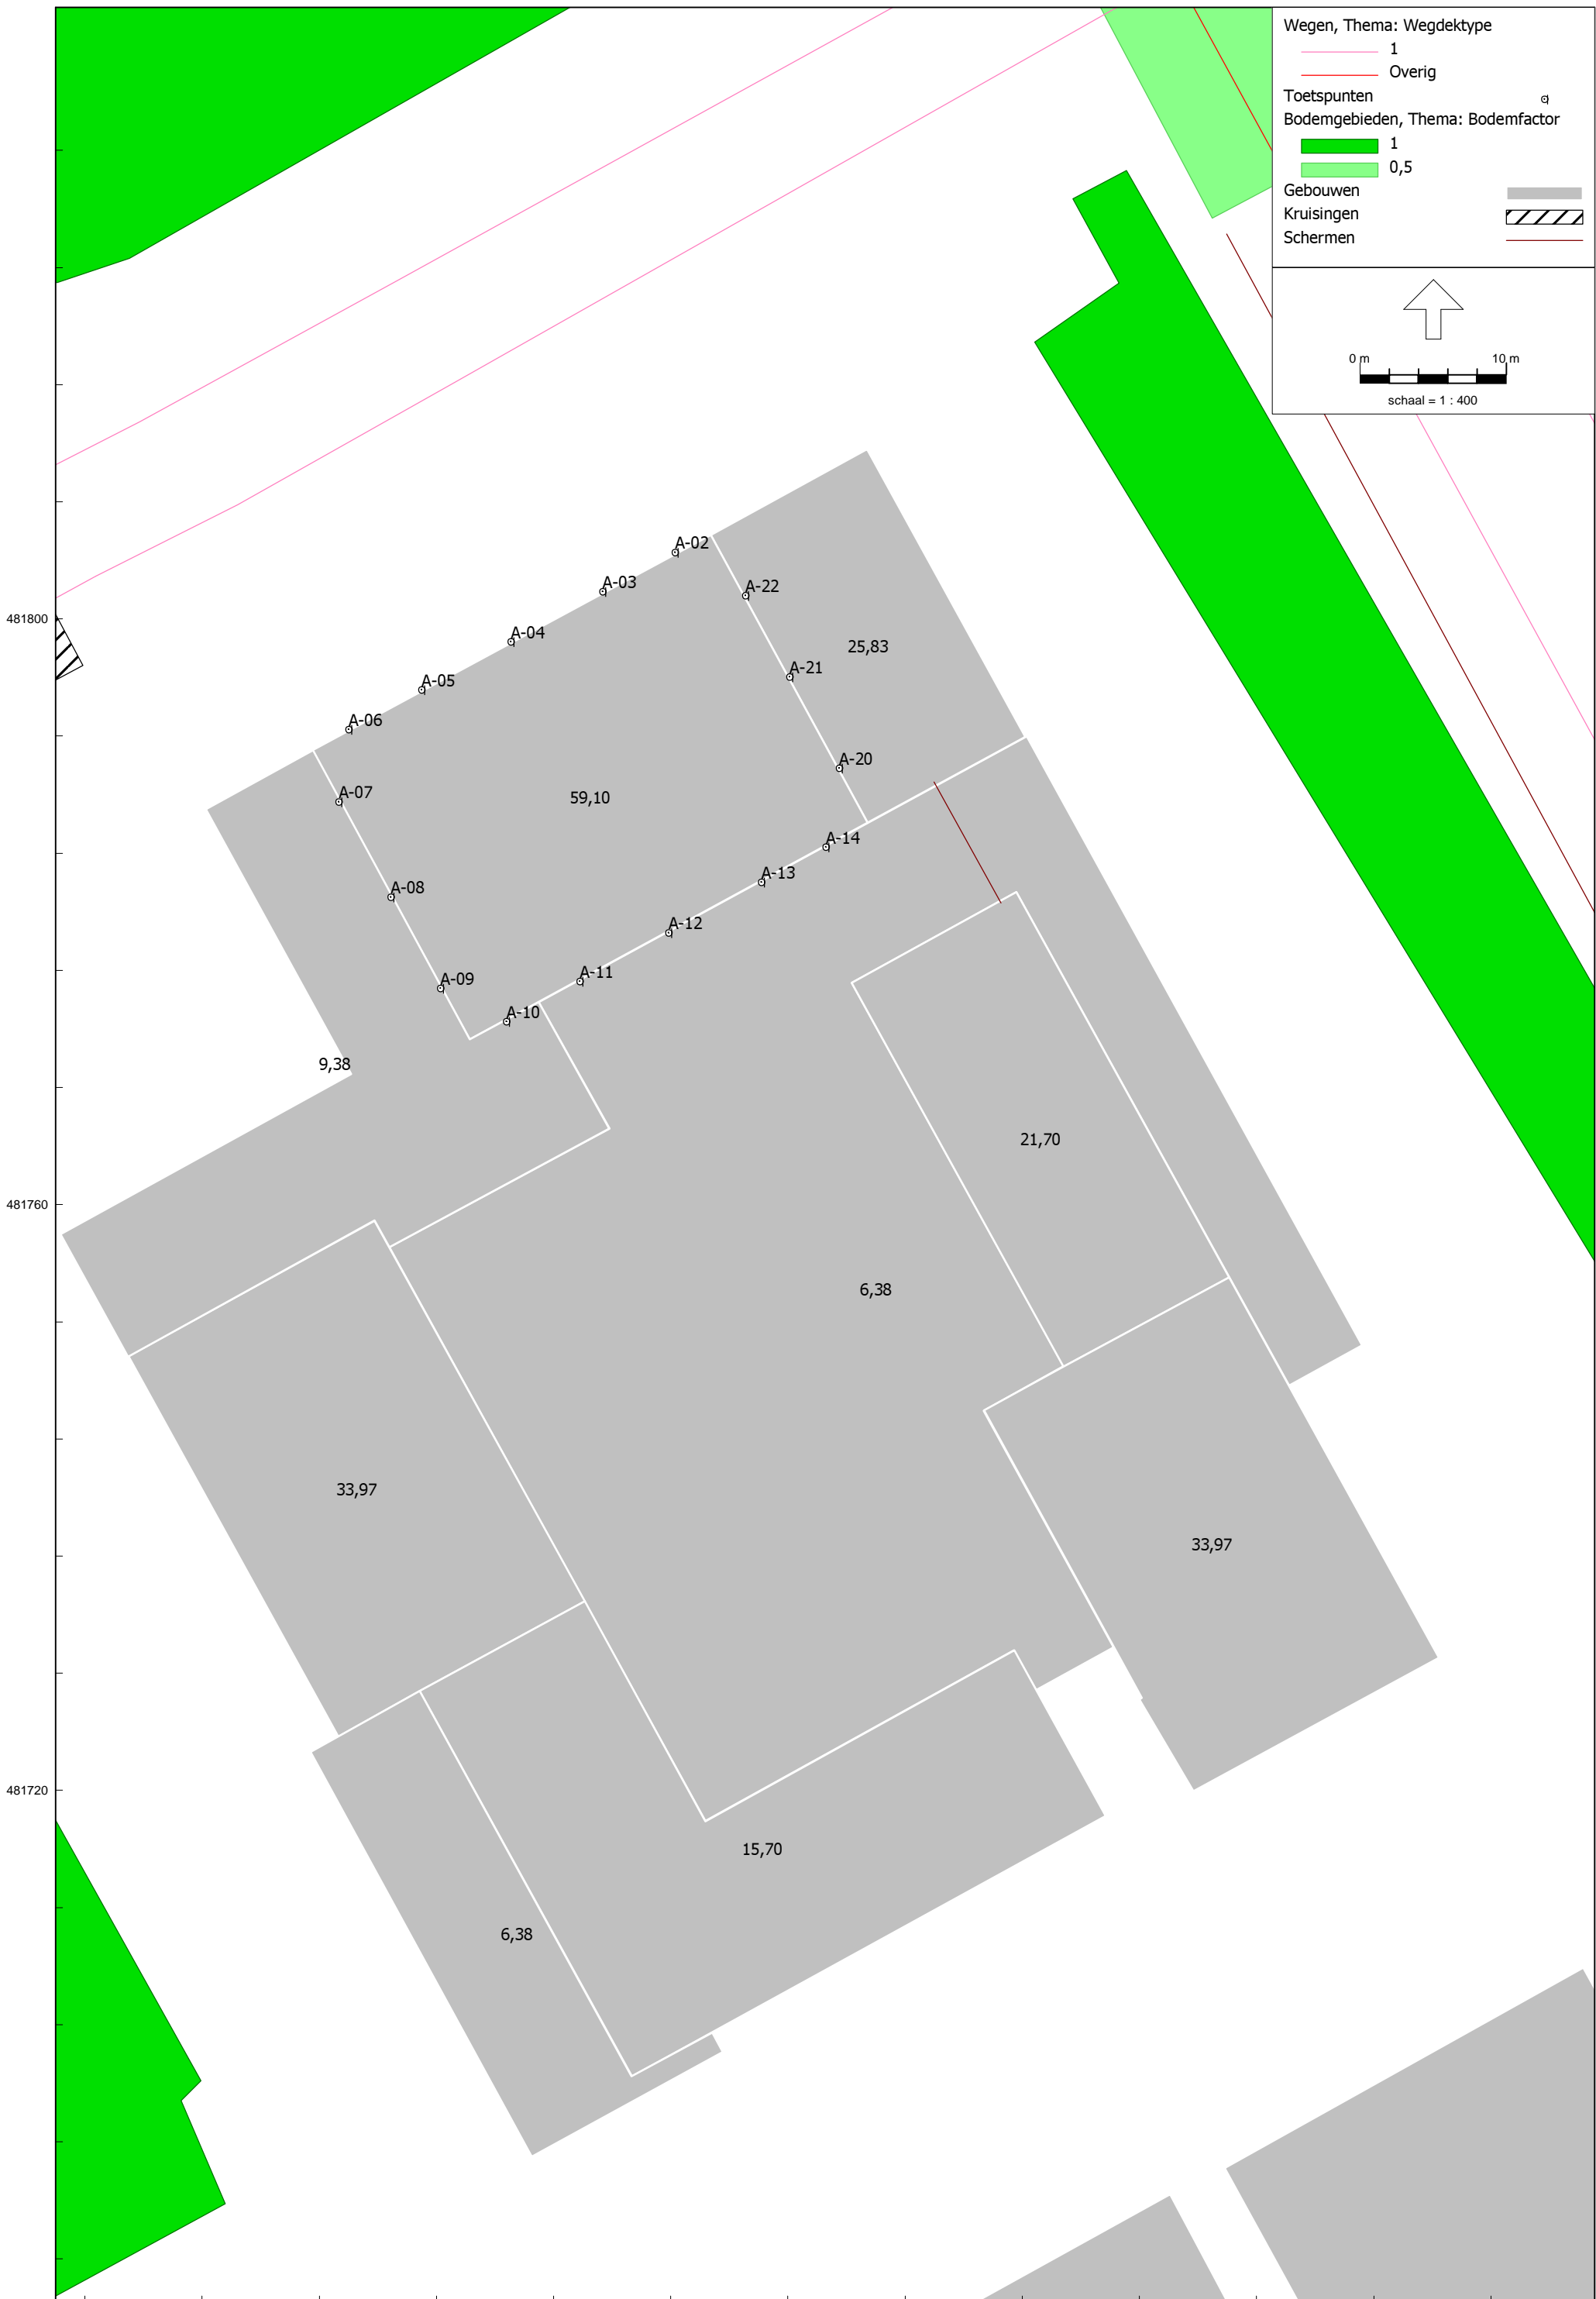 Wegen, Thema: Wegdektype
1
Overig
Toetspunten
Bodemgebieden, Thema: Bodemfactor
1
0,5
Gebouwen
Kruisingen
Schermen
0 m
10 m
schaal = 1 : 400
A-02
A-03
A-22
481800
A-04
25,83
A-21
A-05
A-06
A-20
A-07
59,10
A-14
A-13
A-08
A-12
A-11
A-09
A-10
9,38
21,70
481760
6,38
33,97
33,97
481720
15,70
6,38